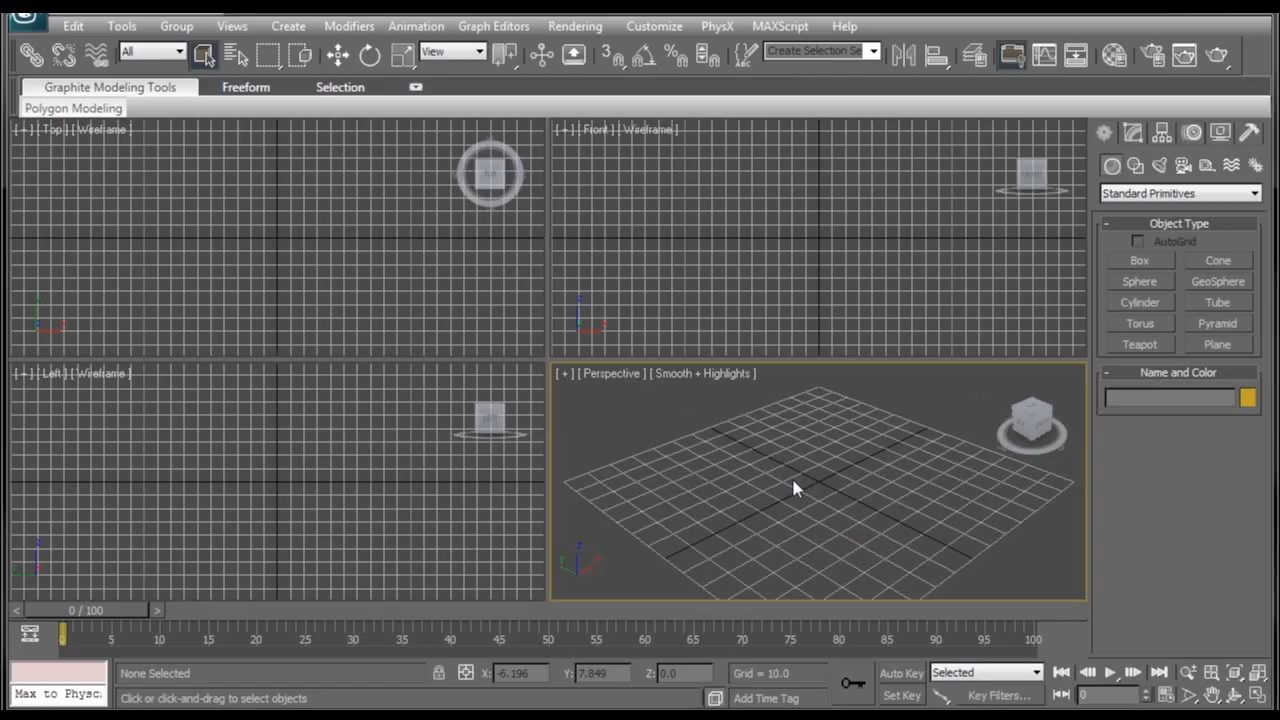 Edit Tools Group Views Create Modifiers Animation Graph Editors Rendering Customize PhysX MAXScript Help
All View Create Selection Se
Graphite Modeling Tools Freeform Selection
Polygon Modeling
[ + ] [ Top ] [ Wireframe ]
[ + ] [ Front ] [ Wireframe ]
TOP
Standard Primitives
- Object Type
AutoGrid
Box Cone
Sphere GeoSphere
Cylinder Tube
Torus Pyramid
Teapot Plane
[ + ] [ Left ] [ Wireframe ]
[ + ] [ Perspective ] [ Smooth + Highlights ]
- Name and Color
< 0 / 100 >
0 5 10 15 20 25 30 35 40 45 50 55 60 65 70 75 80 85 90 95 100
None Selected X: -6.196 Y: 7.849 Z: 0.0 Grid = 10.0 Auto Key Selected
Max to Physc. Click or click-and-drag to select objects Add Time Tag Set Key Key Filters... 0